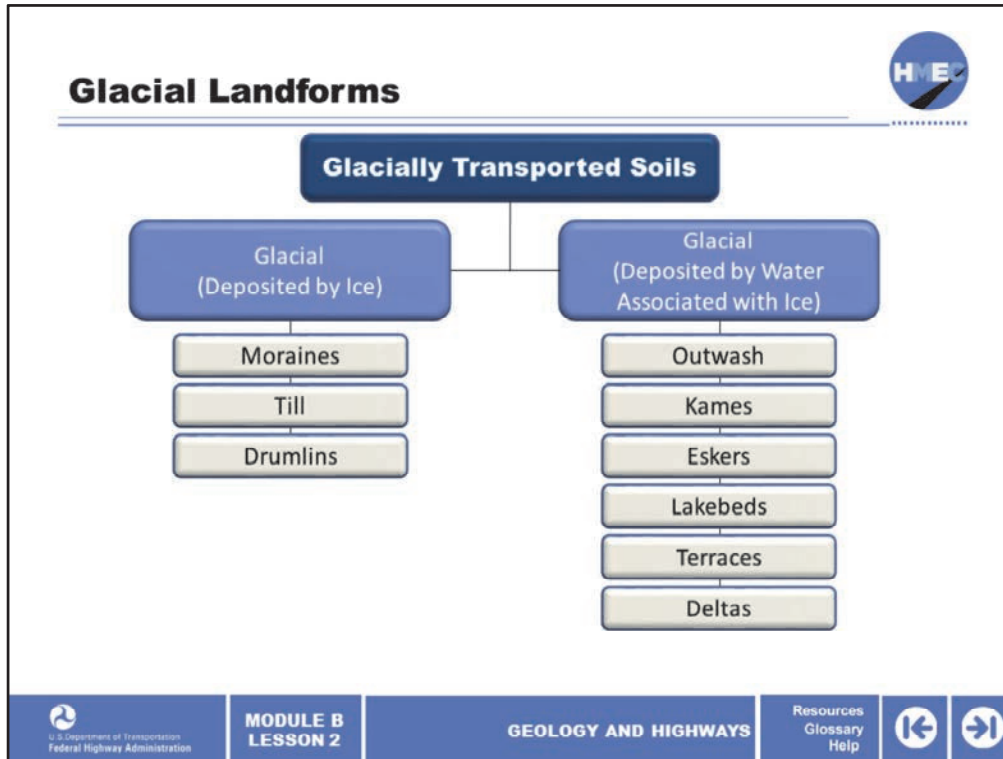 HMEC
Glacial Landforms
Glacially Transported Soils
Glacial
(Deposited by Ice)
Moraines
Till
Drumlins
Glacial
(Deposited by Water
Associated with Ice)
Outwash
Kames
Eskers
Lakebeds
Terraces
Deltas
U.S.Department of Transportation
Federal Highway Administration
MODULE B
LESSON 2
GEOLOGY AND HIGHWAYS
Resources
Glossary
Help